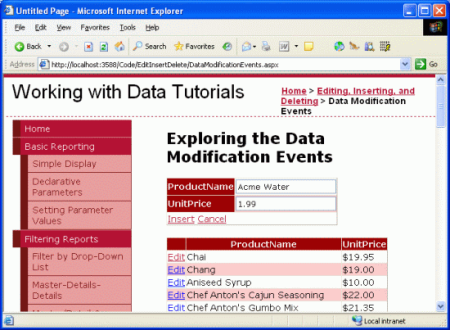 Untitled Page - Microsoft Internet Explorer
File Edit View Favorites Tools Help
Back Search Favorites
Address http://localhost:3588/Code/EditInsertDelete/DataModificationEvents.aspx Go
Working with Data Tutorials
Home > Editing, Inserting, and
Deleting > Data Modification
Events
Home
Basic Reporting
Simple Display
Declarative
Parameters
Setting Parameter
Values
Filtering Reports
Filter by Drop-Down
List
Master-Details-
Details
Exploring the Data
Modification Events
ProductName Acme Water
UnitPrice 1.99
Insert Cancel
ProductName UnitPrice
Edit Chai $19.95
Edit Chang $19.00
Edit Aniseed Syrup $10.00
Edit Chef Anton's Cajun Seasoning $22.00
Edit Chef Anton's Gumbo Mix $21.35
Local intranet